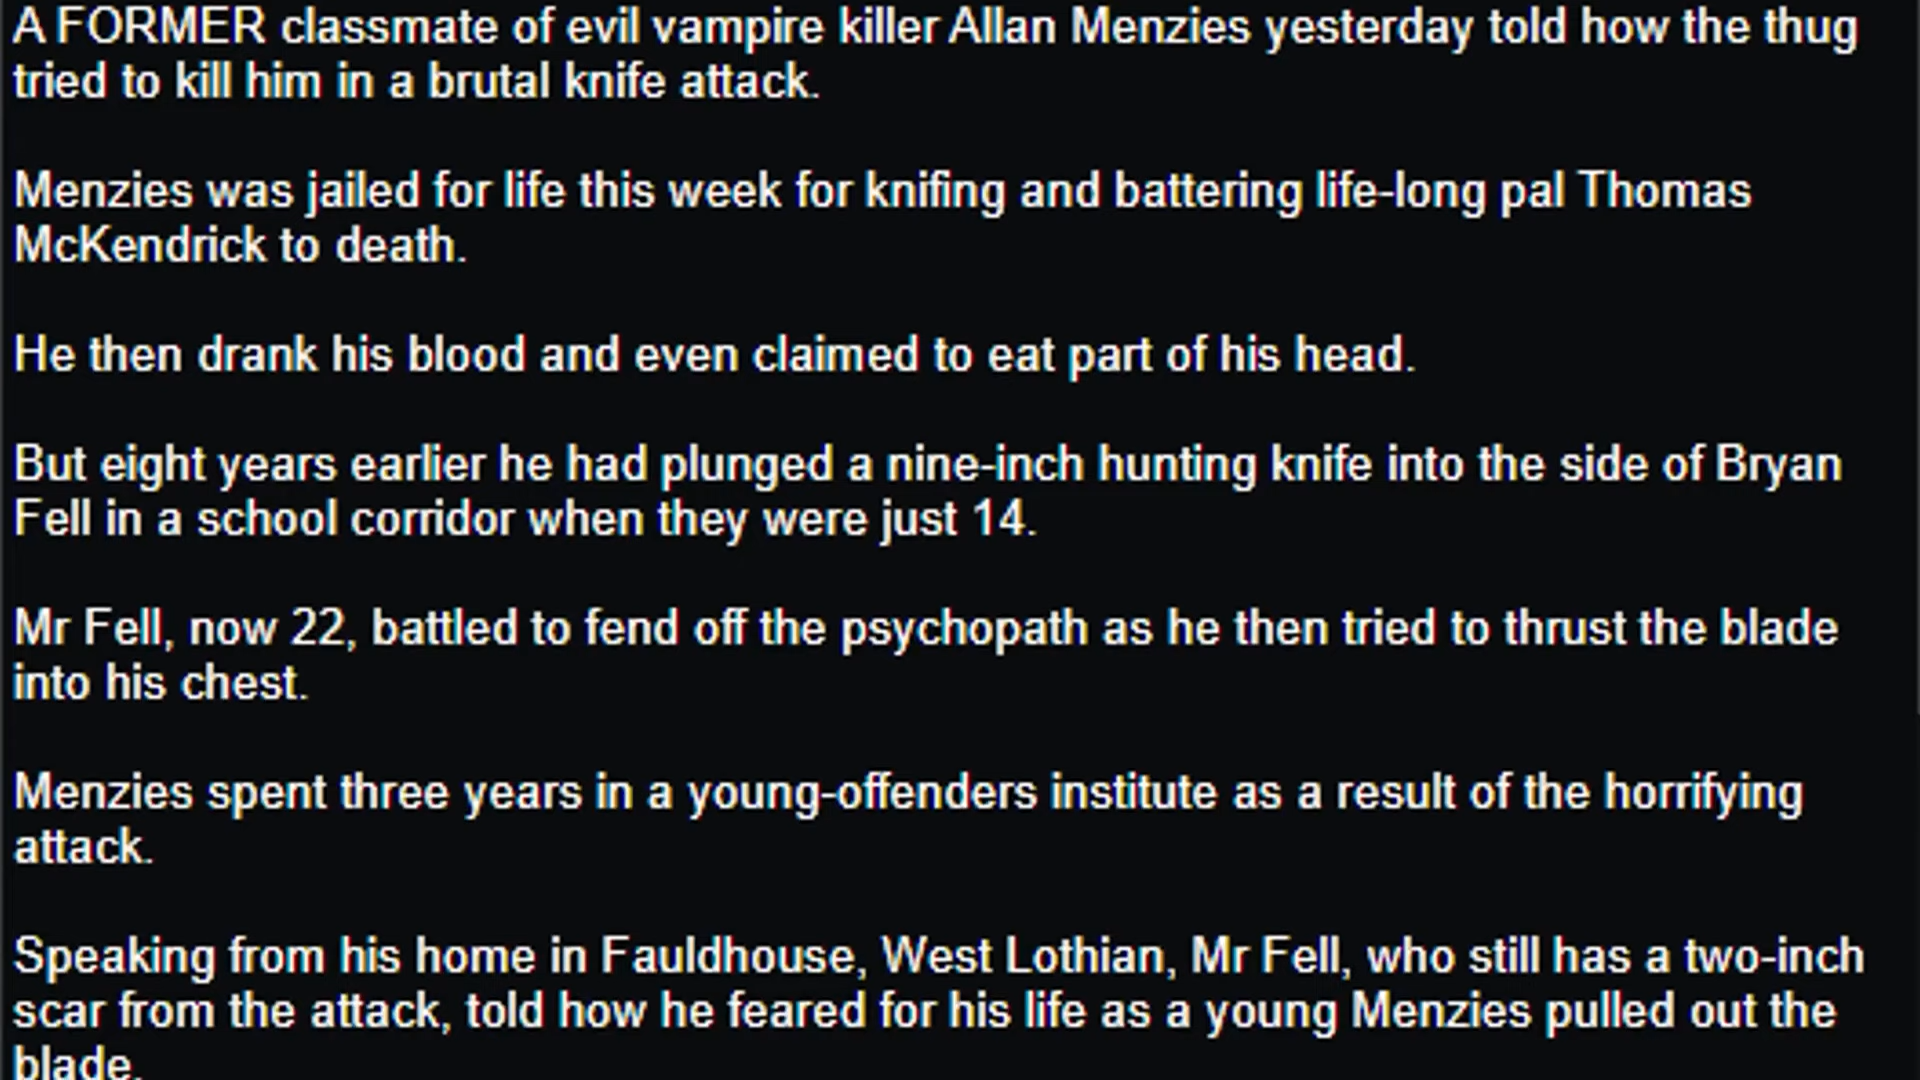 A FORMER classmate of evil vampire killer Allan Menzies yesterday told how the thug
tried to kill him in a brutal knife attack.
Menzies was jailed for life this week for knifing and battering life-long pal Thomas
McKendrick to death.
He then drank his blood and even claimed to eat part of his head.
But eight years earlier he had plunged a nine-inch hunting knife into the side of Bryan
Fell in a school corridor when they were just 14.
Mr Fell, now 22, battled to fend off the psychopath as he then tried to thrust the blade
into his chest.
Menzies spent three years in a young-offenders institute as a result of the horrifying
attack.
Speaking from his home in Fauldhouse, West Lothian, Mr Fell, who still has a two-inch
scar from the attack, told how he feared for his life as a young Menzies pulled out the
blade.